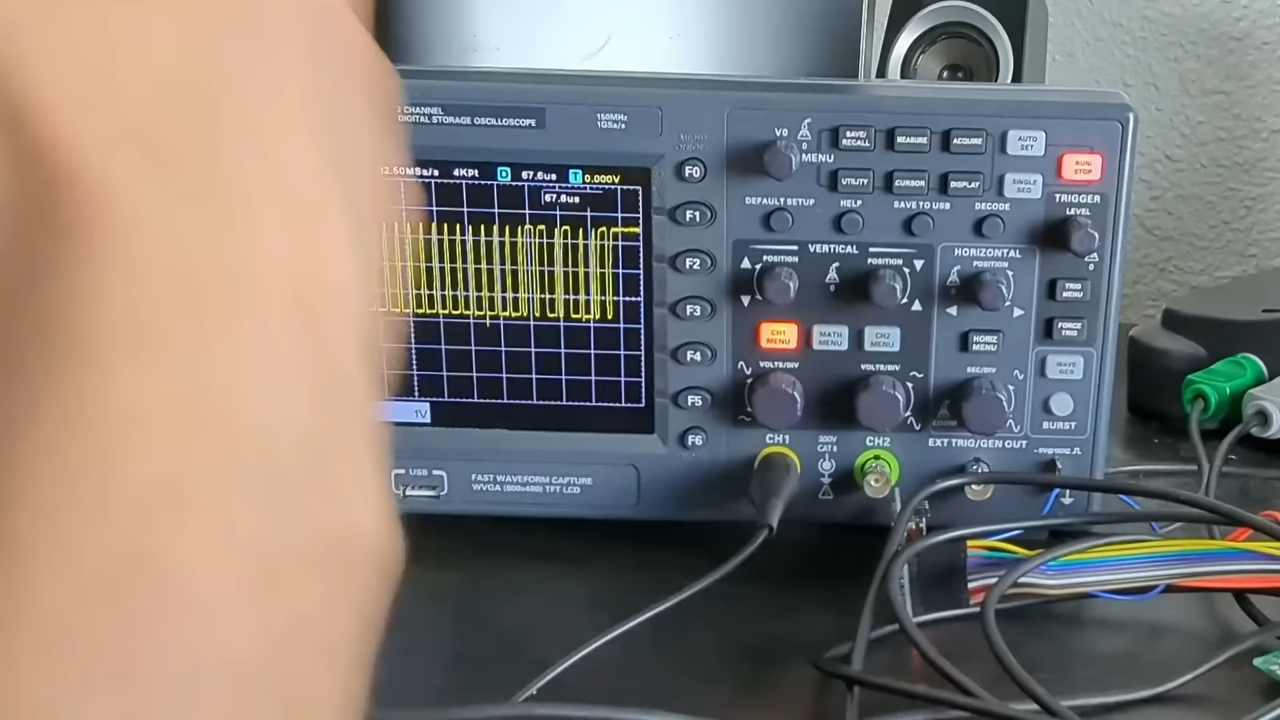 2 CHANNEL
DIGITAL STORAGE OSCILLOSCOPE
150MHz
1GSa/s
4Kpt
D
67.6us
T
0.000V
67.6us
1V
F0
F1
F2
F3
F4
F5
F6
USB
FAST WAVEFORM CAPTURE
WVGA (800x480) TFT LCD
V0
0
MENU
SAVE/
RECALL
MEASURE
ACQUIRE
AUTO
SET
RUN/
STOP
UTILITY
CURSOR
DISPLAY
SINGLE
SEQ
DEFAULT SETUP
HELP
SAVE TO USB
DECODE
TRIGGER
LEVEL
0
VERTICAL
POSITION
0
POSITION
HORIZONTAL
POSITION
0
TRIG
MENU
CH1
MENU
MATH
MENU
CH2
MENU
HORIZ
MENU
FORCE
TRIG
VOLTS/DIV
VOLTS/DIV
SEC/DIV
WAVE
GEN
BURST
CH1
300V
CAT II
CH2
EXT TRIG/GEN OUT